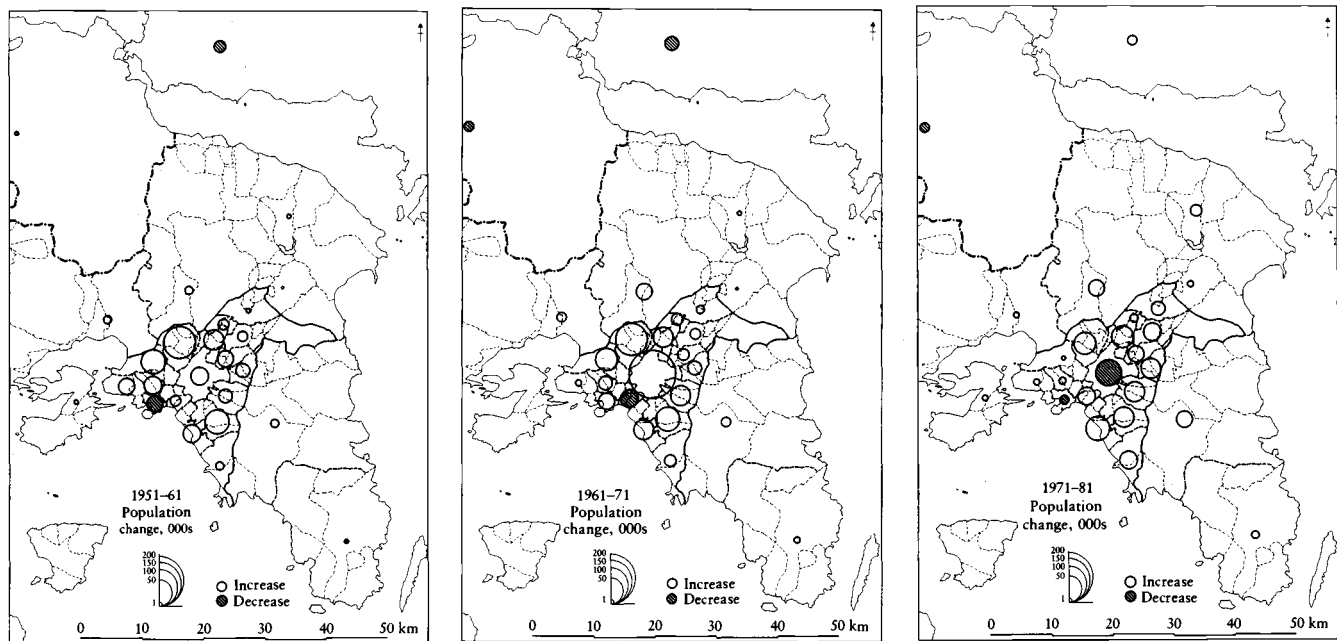 1951–61
Population
change, 000s
200
150
100
50
1
Increase
Decrease
0 10 20 30 40 50 km
1961–71
Population
change, 000s
200
150
100
50
1
Increase
Decrease
0 10 20 30 40 50 km
1971–81
Population
change, 000s
200
150
100
50
1
Increase
Decrease
0 10 20 30 40 50 km